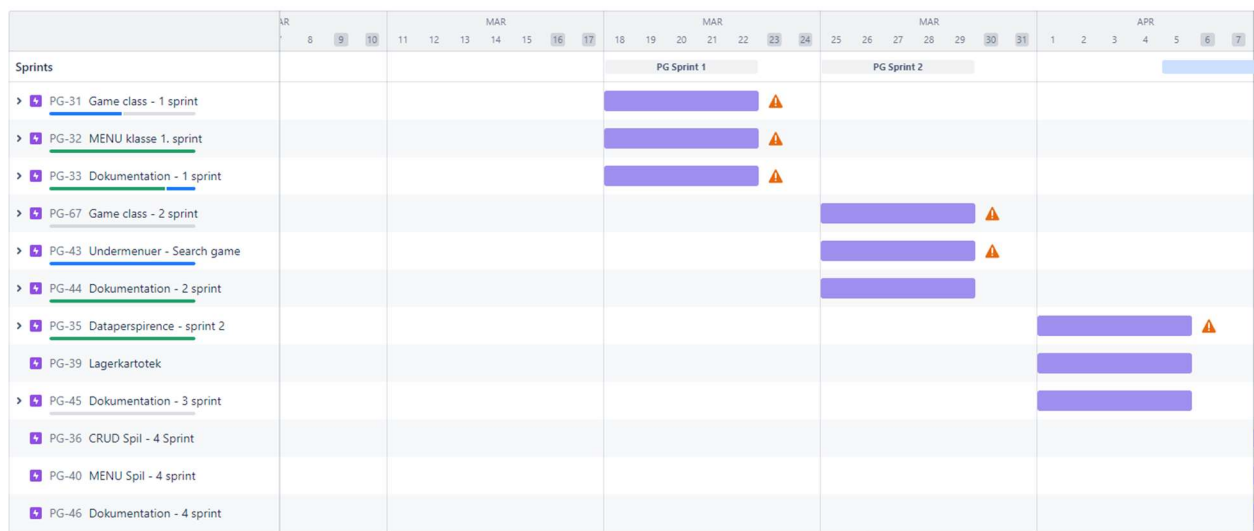 AR MAR MAR MAR APR
8 9 10 11 12 13 14 15 16 17 18 19 20 21 22 23 24 25 26 27 28 29 30 31 1 2 3 4 5 6 7
Sprints PG Sprint 1 PG Sprint 2
PG-31 Game class - 1 sprint
PG-32 MENU klasse 1. sprint
PG-33 Dokumentation - 1 sprint
PG-67 Game class - 2 sprint
PG-43 Undermenuer - Search game
PG-44 Dokumentation - 2 sprint
PG-35 Dataperspirence - sprint 2
PG-39 Lagerkartotek
PG-45 Dokumentation - 3 sprint
PG-36 CRUD Spil - 4 Sprint
PG-40 MENU Spil - 4 sprint
PG-46 Dokumentation - 4 sprint